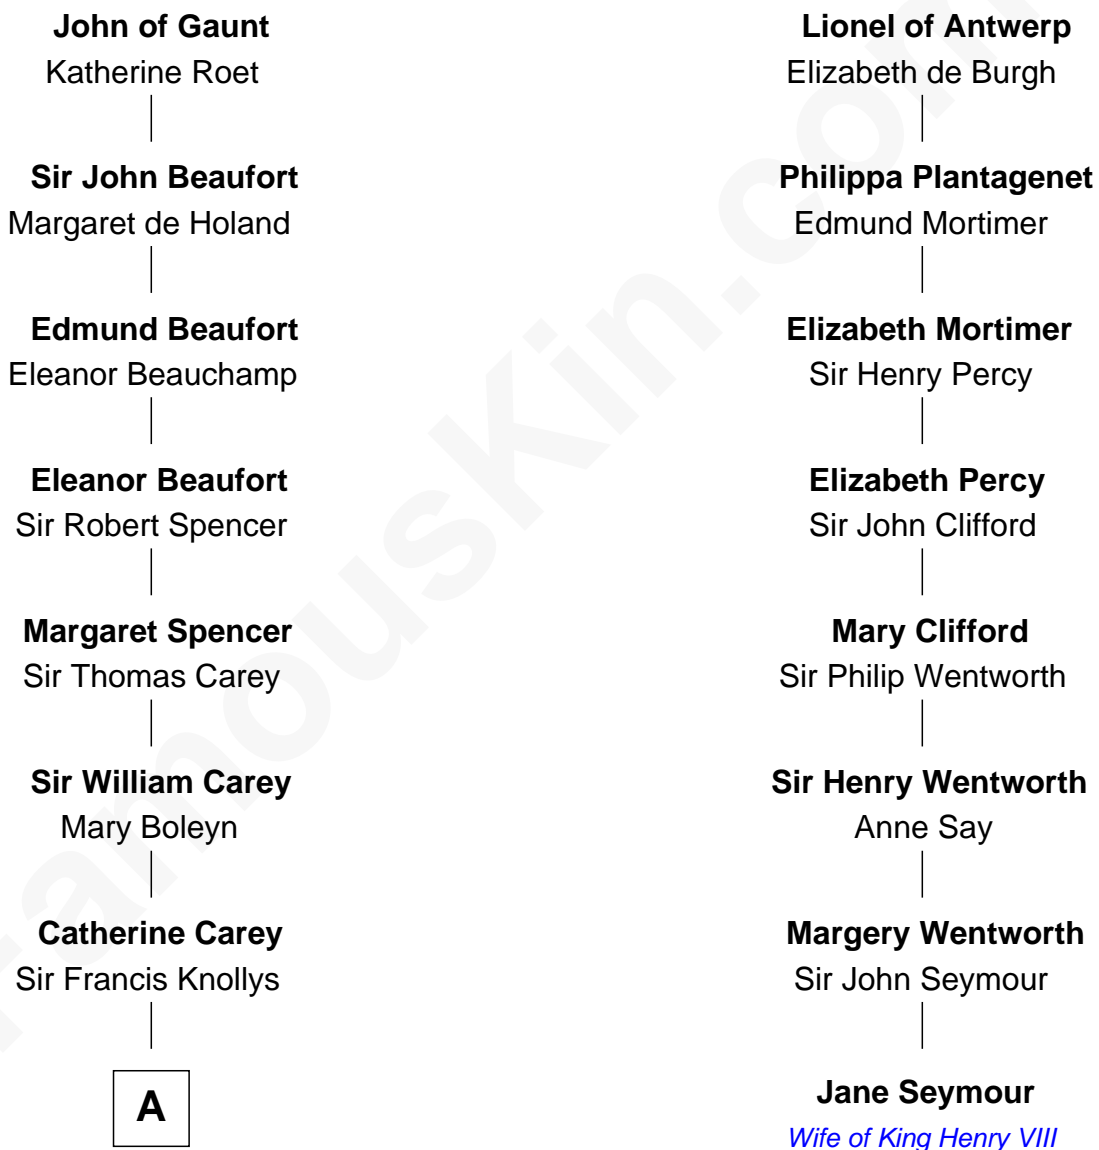 John of Gaunt
Katherine Roet
Sir John Beaufort
Margaret de Holand
Edmund Beaufort
Eleanor Beauchamp
Eleanor Beaufort
Sir Robert Spencer
Margaret Spencer
Sir Thomas Carey
Sir William Carey
Mary Boleyn
Catherine Carey
Sir Francis Knollys
A
Lionel of Antwerp
Elizabeth de Burgh
Philippa Plantagenet
Edmund Mortimer
Elizabeth Mortimer
Sir Henry Percy
Elizabeth Percy
Sir John Clifford
Mary Clifford
Sir Philip Wentworth
Sir Henry Wentworth
Anne Say
Margery Wentworth
Sir John Seymour
Jane Seymour
Wife of King Henry VIII
FamousKin.com